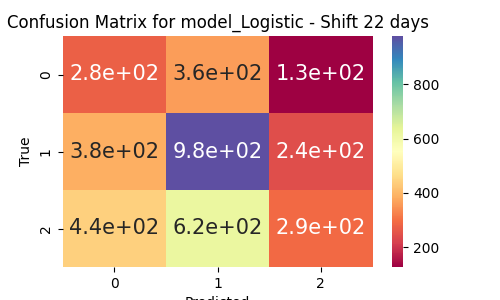 Confusion Matrix for model_Logistic - Shift 22 days
True
0
2.8e+02 3.6e+02 1.3e+02
1
3.8e+02 9.8e+02 2.4e+02
2
4.4e+02 6.2e+02 2.9e+02
0 1 2
Predicted
800
600
400
200